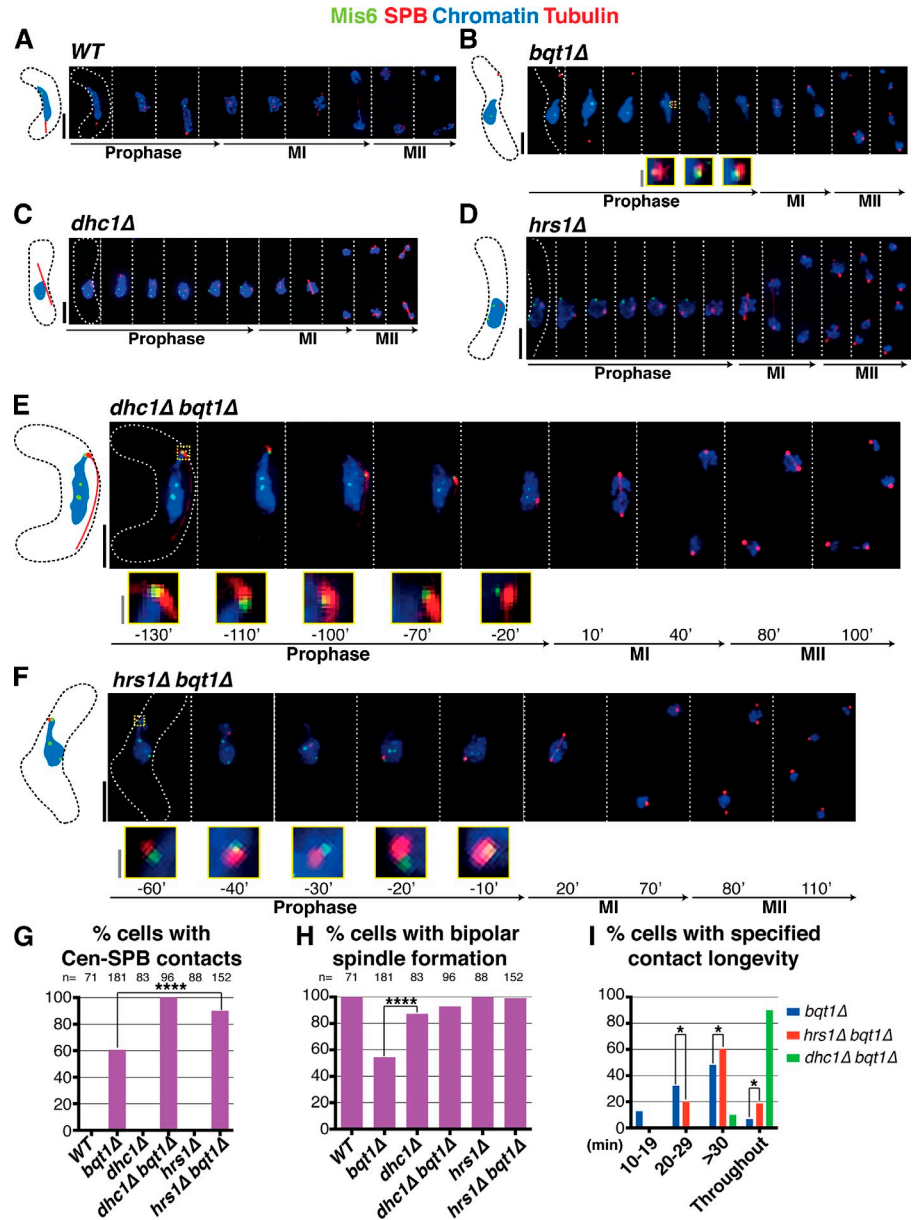 Mis6 SPB Chromatin Tubulin
A
WT
Prophase MI MII
B
bqt1Δ
Prophase MI MII
C
dhc1Δ
Prophase MI MII
D
hrs1Δ
Prophase MI MII
E
dhc1Δ bqt1Δ
-130' -110' -100' -70' -20' 10' 40' 80' 100'
Prophase MI MII
F
hrs1Δ bqt1Δ
-60' -40' -30' -20' -10' 20' 70' 80' 110'
Prophase MI MII
G
% cells with
Cen-SPB contacts
n= 71 181 83 96 88 152
****
100
80
60
40
20
0
WT
bqt1Δ
dhc1Δ
dhc1Δ bqt1Δ
hrs1Δ
hrs1Δ bqt1Δ
H
% cells with bipolar
spindle formation
n= 71 181 83 96 88 152
****
100
80
60
40
20
0
WT
bqt1Δ
dhc1Δ
dhc1Δ bqt1Δ
hrs1Δ
hrs1Δ bqt1Δ
I
% cells with specified
contact longevity
100
80
60
40
20
0
* * *
(min)
10-19
20-29
>30
Throughout
bqt1Δ
hrs1Δ bqt1Δ
dhc1Δ bqt1Δ